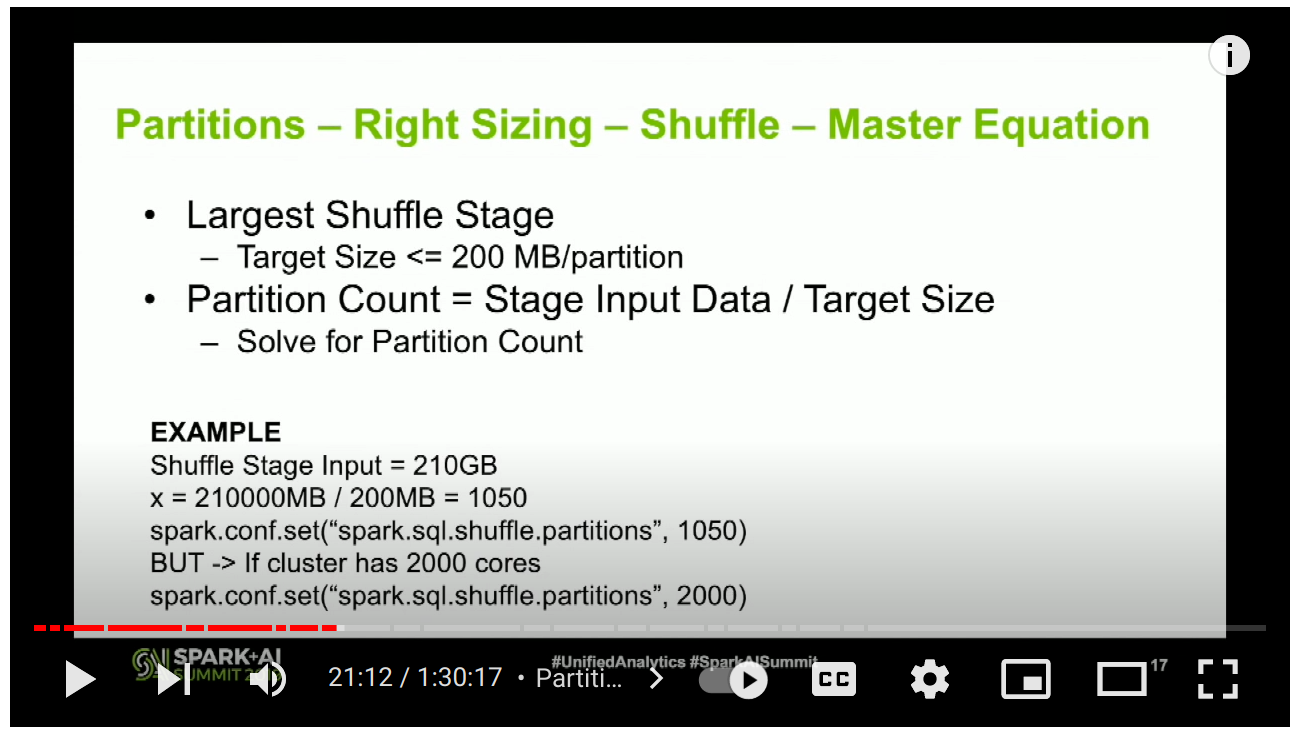 i
Partitions – Right Sizing – Shuffle – Master Equation
• Largest Shuffle Stage
– Target Size <= 200 MB/partition
• Partition Count = Stage Input Data / Target Size
– Solve for Partition Count
EXAMPLE
Shuffle Stage Input = 210GB
x = 210000MB / 200MB = 1050
spark.conf.set(“spark.sql.shuffle.partitions”, 1050)
BUT -> If cluster has 2000 cores
spark.conf.set(“spark.sql.shuffle.partitions”, 2000)
SPARK+AI
SUMMIT
#UnifiedAnalytics #SparkAISummit
21:12 / 1:30:17 • Partiti...
CC
17